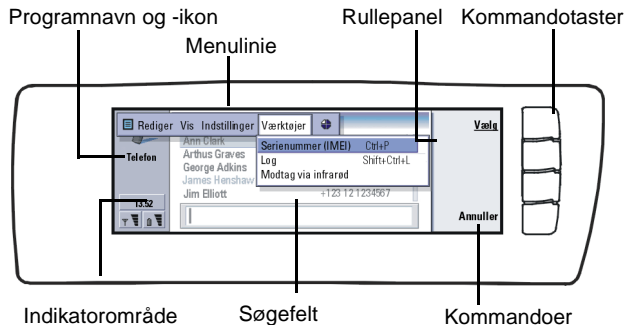 Programnavn og -ikon
Rullepanel
Kommandotaster
Menulinie
Rediger Vis Indstillinger Værktøjer
Vælg
Ann Clark
Serienummer (IMEI) Ctrl+P
Telefon
Arthus Graves
Log Shift+Ctrl+L
George Adkins
Modtag via infrarød
James Henshaw
Jim Elliott +123 12 1234567
13.52
Annuller
Indikatorområde
Søgefelt
Kommandoer